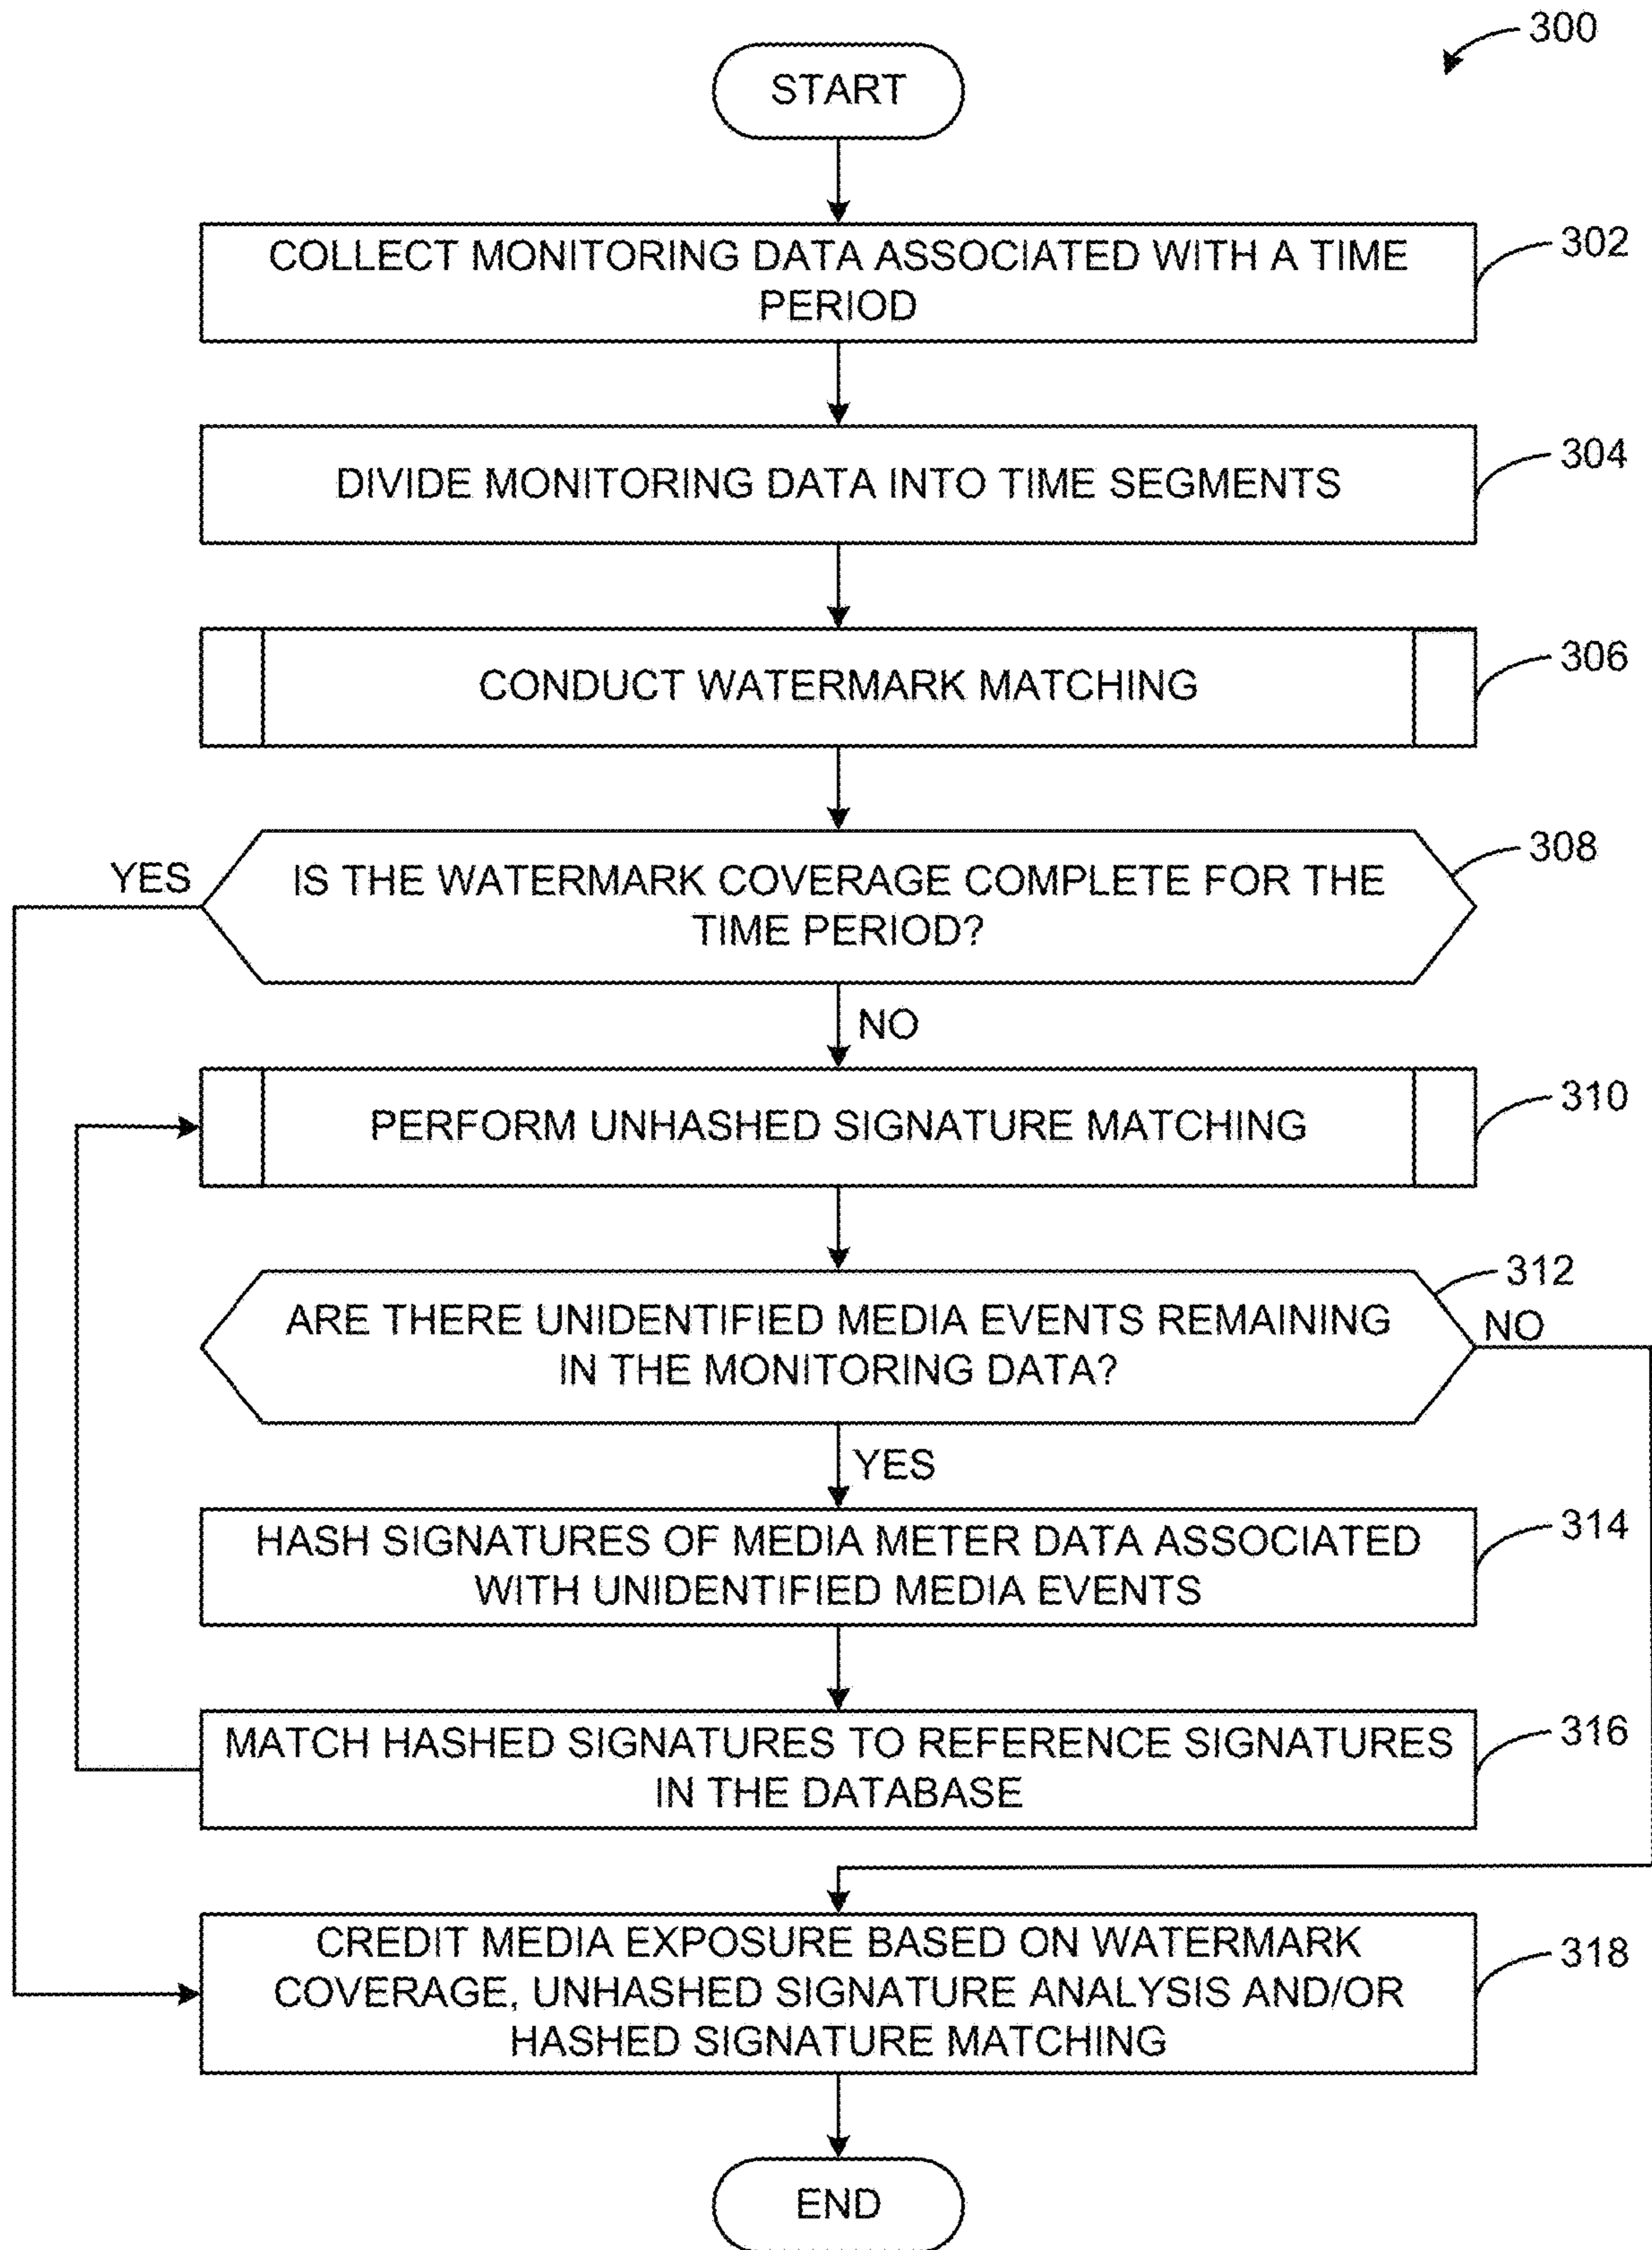 300
START
COLLECT MONITORING DATA ASSOCIATED WITH A TIME
PERIOD
302
DIVIDE MONITORING DATA INTO TIME SEGMENTS
304
CONDUCT WATERMARK MATCHING
306
IS THE WATERMARK COVERAGE COMPLETE FOR THE
TIME PERIOD?
308
YES
NO
PERFORM UNHASHED SIGNATURE MATCHING
310
ARE THERE UNIDENTIFIED MEDIA EVENTS REMAINING
IN THE MONITORING DATA?
312
NO
YES
HASH SIGNATURES OF MEDIA METER DATA ASSOCIATED
WITH UNIDENTIFIED MEDIA EVENTS
314
MATCH HASHED SIGNATURES TO REFERENCE SIGNATURES
IN THE DATABASE
316
CREDIT MEDIA EXPOSURE BASED ON WATERMARK
COVERAGE, UNHASHED SIGNATURE ANALYSIS AND/OR
HASHED SIGNATURE MATCHING
318
END